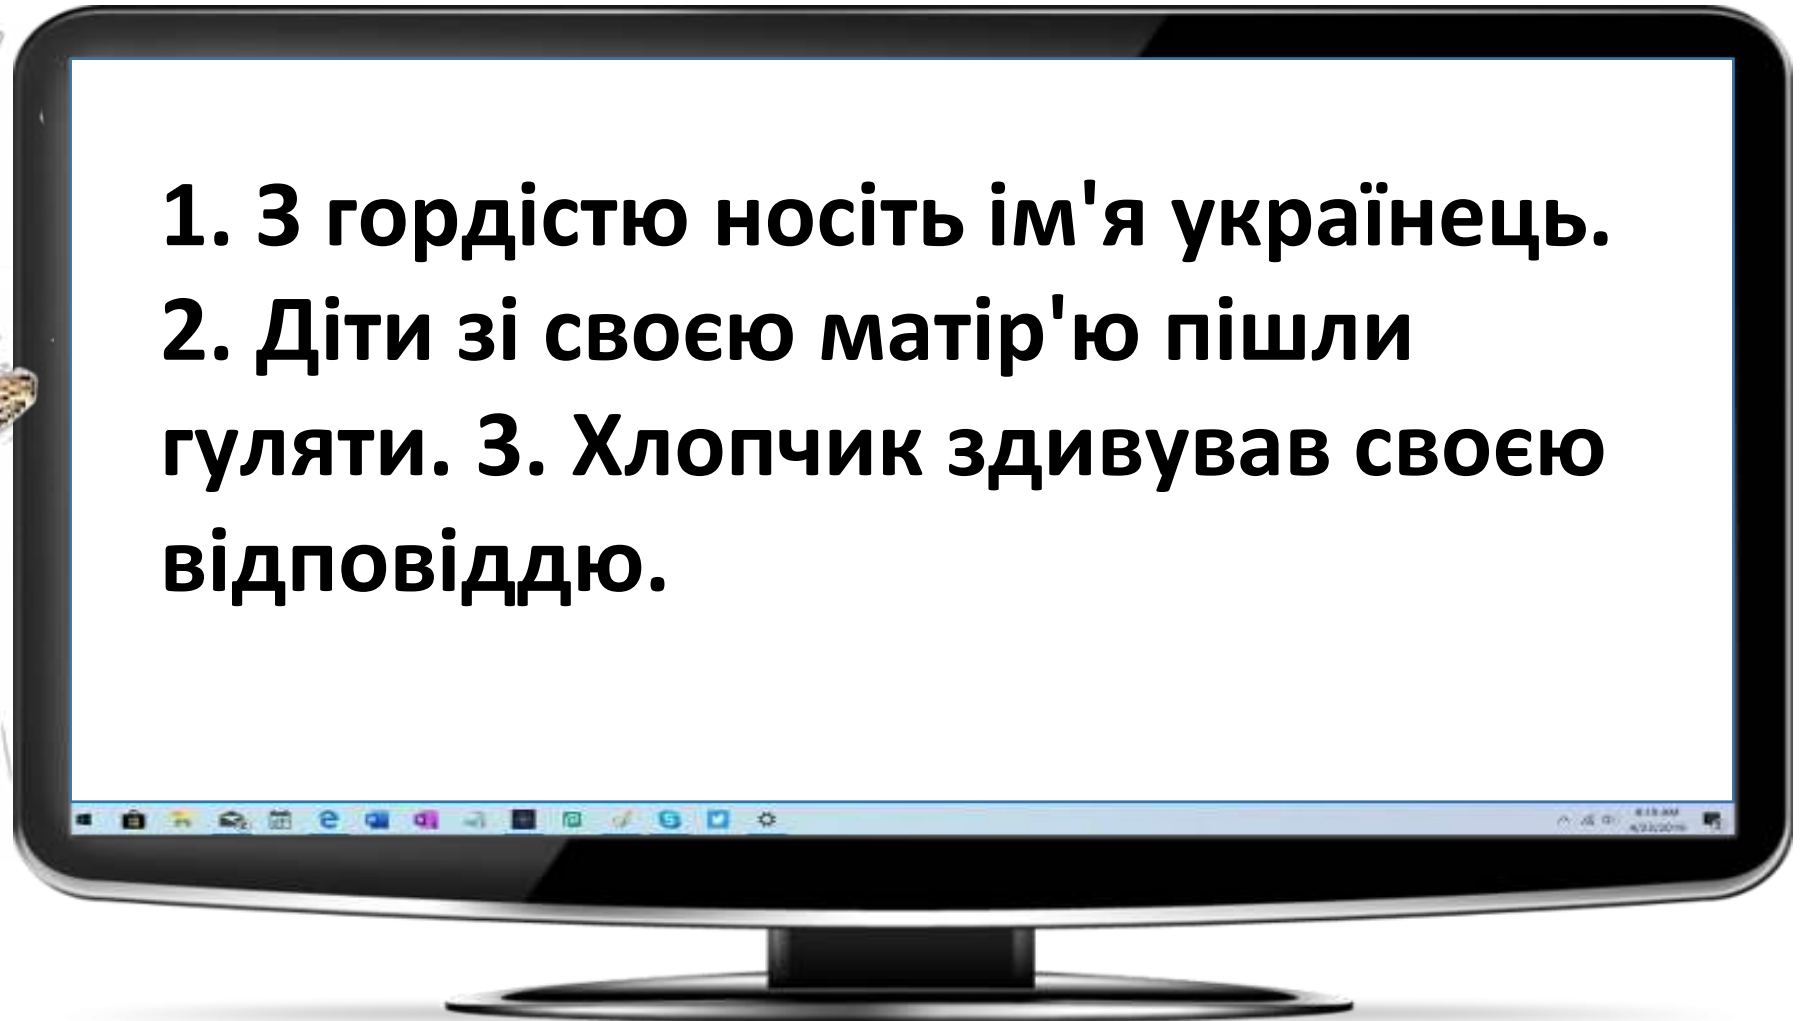 1. З гордістю носіть ім'я українець.
2. Діти зі своєю матір'ю пішли
гуляти. 3. Хлопчик здивував своєю
відповіддю.